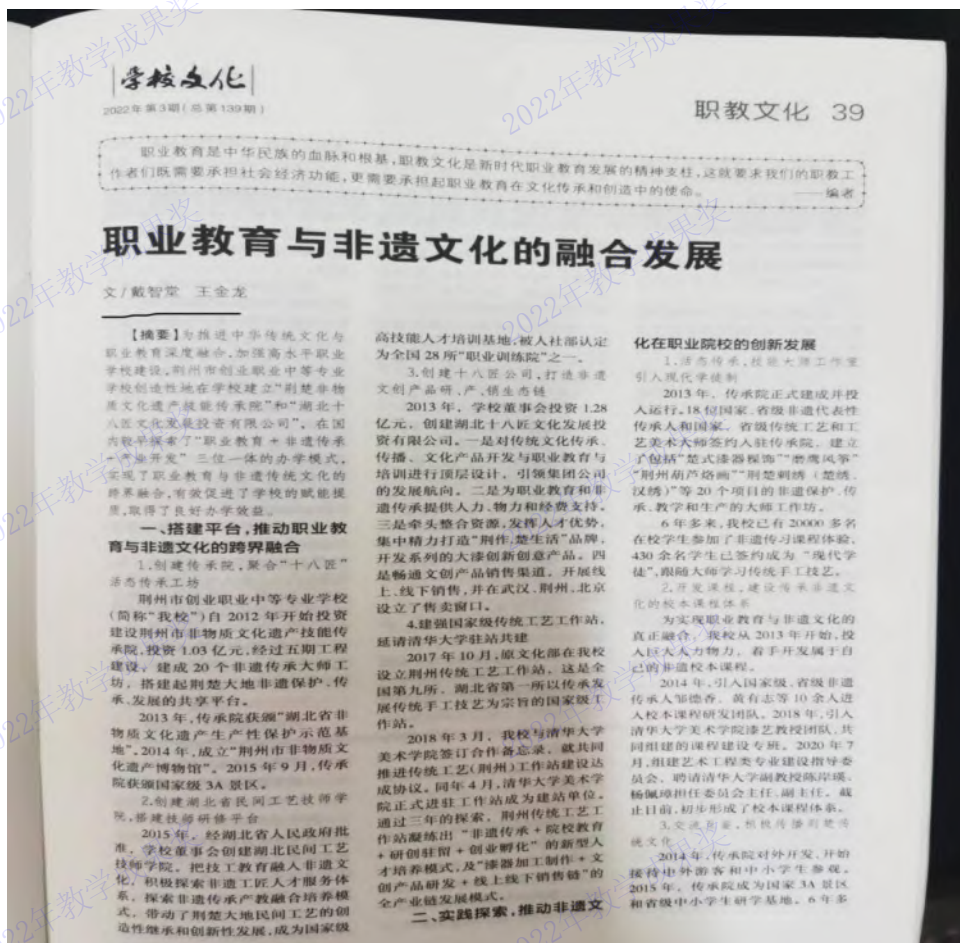 学校文化
2022年第3期(总第139期)
职教文化 39
职业教育是中华民族的血脉和根基,职教文化是新时代职业教育发展的精神支柱,这就要求我们的职教工
作者们既需要承担社会经济功能,更需要承担起职业教育在文化传承和创造中的使命。 ——编者
职业教育与非遗文化的融合发展
文/戴智堂 王金龙
【摘要】为推进中华传统文化与
职业教育深度融合,加强高水平职业
学校建设,荆州市创业职业中等专业
学校创造性地在学校建立“荆楚非物
质文化遗产技能传承院”和“湖北十
八匠文化发展投资有限公司”。在国
内较早探索了“职业教育+非遗传承
+产业开发”三位一体的办学模式,
实现了职业教育与非遗传统文化的
跨界融合,有效促进了学校的赋能提
质,取得了良好办学效益。
一、搭建平台,推动职业教
育与非遗文化的跨界融合
1.创建传承院,聚合“十八匠”
活态传承工坊
荆州市创业职业中等专业学校
(简称“我校”)自2012年开始投资
建设荆州市非物质文化遗产技能传
承院,投资1.03亿元,经过五期工程
建设,建成20个非遗传承大师工
坊,搭建起荆楚大地非遗保护、传
承、发展的共享平台。
2013年,传承院获颁“湖北省非
物质文化遗产生产性保护示范基
地”。2014年,成立“荆州市非物质文
化遗产博物馆”。2015年9月,传承
院获颁国家级3A景区。
2.创建湖北省民间工艺技师学
院,搭建技师研修平台
2015年,经湖北省人民政府批
准,学校董事会创建湖北民间工艺
技师学院。把技工教育融入非遗文
化,积极探索非遗工匠人才服务体
系,探索非遗传承产教融合培养模
式,带动了荆楚大地民间工艺的创
造性继承和创新性发展,成为国家级
高技能人才培训基地,被人社部认定
为全国28所“职业训练院”之一。
3.创建十八匠公司,打造非遗
文创产品研、产、销生态链
2013年,学校董事会投资1.28
亿元,创建湖北十八匠文化发展投
资有限公司。一是对传统文化传承、
传播、文化产品开发与职业教育与
培训进行顶层设计,引领集团公司
的发展航向。二是为职业教育和非
遗传承提供人力、物力和经费支持。
三是牵头整合资源,发挥人才优势,
集中精力打造“荆作·楚生活”品牌,
开发系列的大漆创新创意产品。四
是畅通文创产品销售渠道,开展线
上、线下销售,并在武汉、荆州、北京
设立了售卖窗口。
4.建强国家级传统工艺工作站,
延请清华大学驻站共建
2017年10月,原文化部在我校
设立荆州传统工艺工作站,这是全
国第九所、湖北省第一所以传承发
展传统手工技艺为宗旨的国家级工
作站。
2018年3月,我校与清华大学
美术学院签订合作备忘录,就共同
推进传统工艺(荆州)工作站建设达
成协议。同年4月,清华大学美术学
院正式进驻工作站成为建站单位。
通过三年的探索,荆州传统工艺工
作站凝练出“非遗传承+院校教育
+研创驻留+创业孵化”的新型人
才培养模式,及“漆器加工制作+文
创产品研发+线上线下销售链”的
全产业链发展模式。
二、实践探索,推动非遗文
化在职业院校的创新发展
1.活态传承,技能大师工作室
引入现代学徒制
2013年,传承院正式建成并投
入运行。18位国家、省级非遗代表性
传承人和国家、省级传统工艺和工
艺美术大师签约入驻传承院,建立
了包括“楚式漆器髹饰”“磨鹰风筝”
“荆州葫芦烙画”“荆楚刺绣(楚绣、
汉绣)”等20个项目的非遗保护、传
承、教学和生产的大师工作坊。
6年多来,我校已有20000多名
在校学生参加了非遗传习课程体验,
430余名学生已签约成为“现代学
徒”,跟随大师学习传统手工技艺。
2.开发课程,建设传承非遗文
化的校本课程体系
为实现职业教育与非遗文化的
真正融合,我校从2013年开始,投
入巨大人力物力,着手开发属于自
己的非遗校本课程。
2014年,引入国家级、省级非遗
传承人邹德香、黄有志等10余人进
入校本课程研发团队。2018年,引入
清华大学美术学院漆艺教授团队,共
同组建的课程建设专班。2020年7
月,组建艺术工程类专业建设指导委
员会,聘请清华大学副教授陈岸瑛、
杨佩璋担任委员会主任、副主任。截
止目前,初步形成了校本课程体系。
3.交流互鉴,积极传播荆楚传
统文化
2014年,传承院对外开发,开始
接待中外游客和中小学生参观。
2015年,传承院成为国家3A景区
和省级中小学生研学基地。6年多
2022年教学成果奖